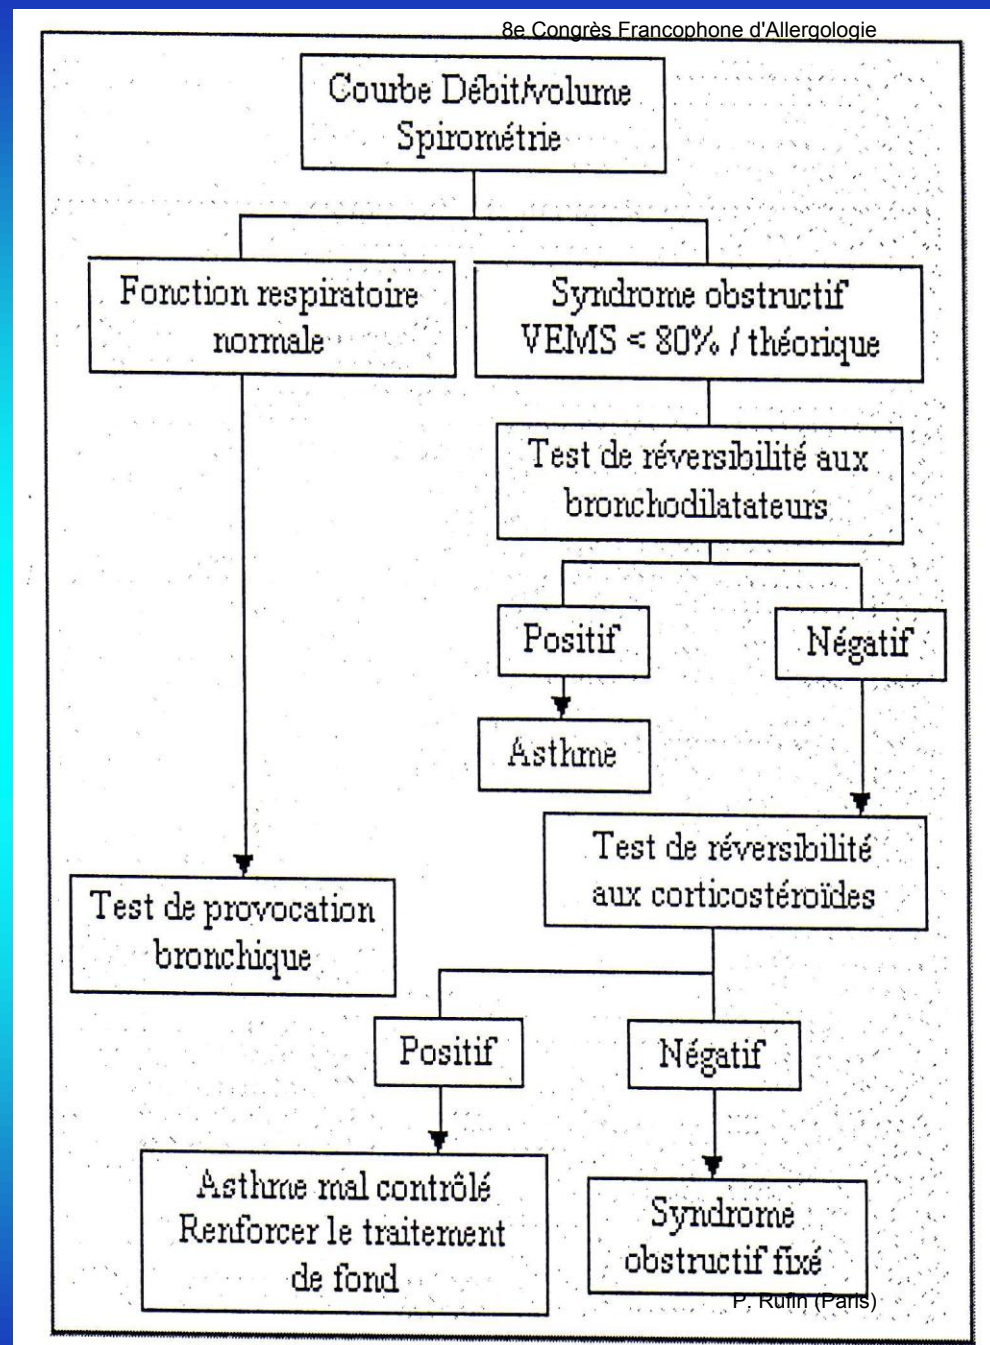 8e Congrès Francophone d'Allergologie
Courbe Débit/volume
Spirométrie
Fonction respiratoire
normale
Syndrome obstructif
VEMS < 80% / théorique
Test de réversibilité aux
bronchodilatateurs
Positif
Négatif
Asthme
Test de réversibilité
aux corticostéroïdes
Test de provocation
bronchique
Positif
Négatif
Asthme mal contrôlé
Renforcer le traitement
de fond
Syndrome
obstructif fixé
P. Rufin (Paris)